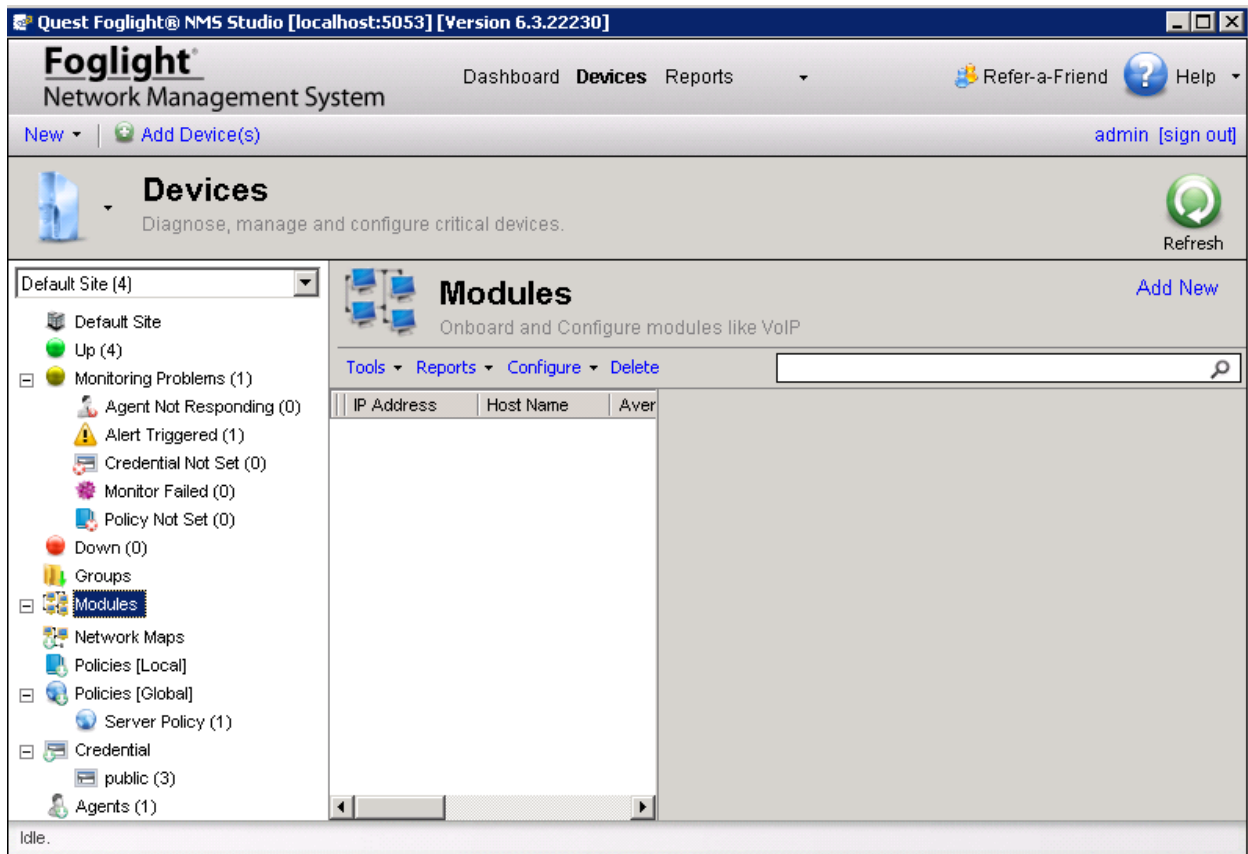 Quest Foglight® NMS Studio [localhost:5053] [Version 6.3.22230]
Foglight®
Network Management System
Dashboard Devices Reports
Refer-a-Friend
? Help
New
Add Device(s)
admin [sign out]
Devices
Diagnose, manage and configure critical devices.
Refresh
Default Site (4)
Default Site
Up (4)
Monitoring Problems (1)
Agent Not Responding (0)
Alert Triggered (1)
Credential Not Set (0)
Monitor Failed (0)
Policy Not Set (0)
Down (0)
Groups
Modules
Network Maps
Policies [Local]
Policies [Global]
Server Policy (1)
Credential
public (3)
Agents (1)
Modules
Add New
Onboard and Configure modules like VoIP
Tools Reports Configure Delete
IP Address Host Name Aver
Idle.